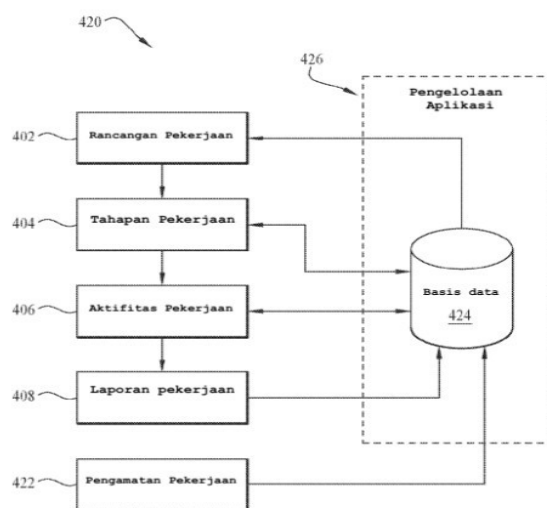 420
426
Pengelolaan
Aplikasi
402
Rancangan Pekerjaan
404
Tahapan Pekerjaan
406
Aktifitas Pekerjaan
Basis data
424
408
Laporan pekerjaan
422
Pengamatan Pekerjaan